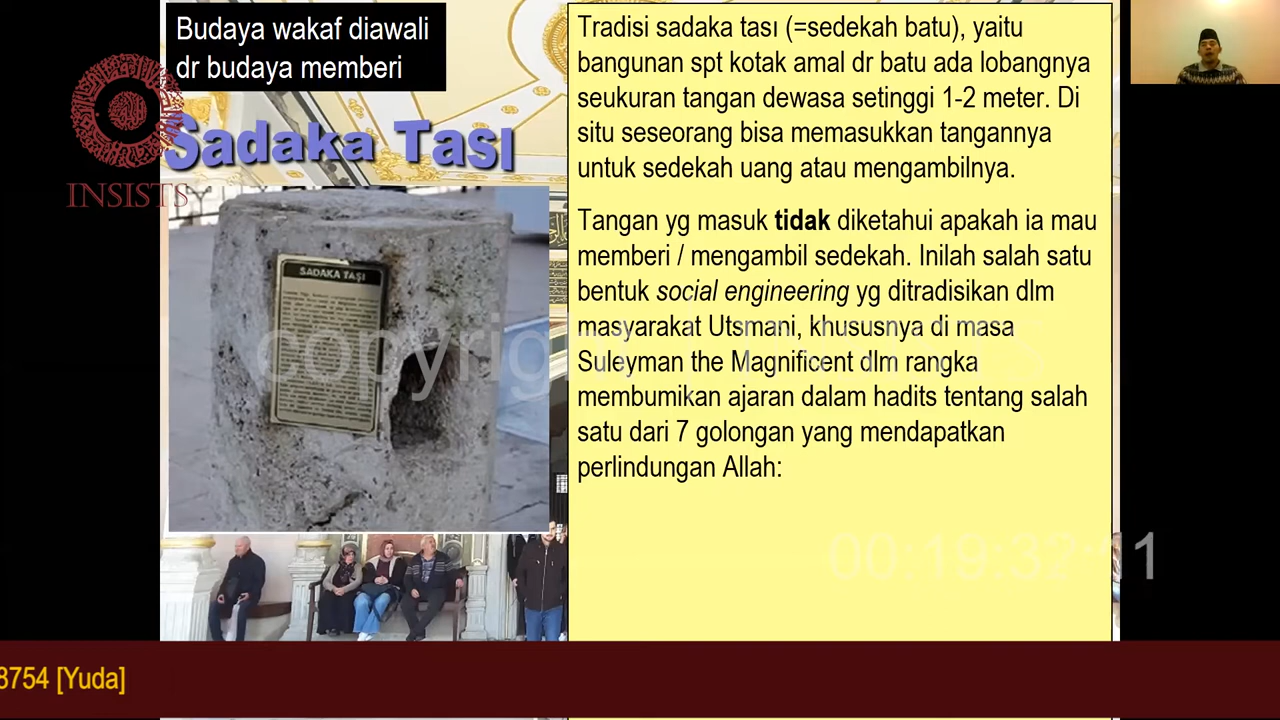 Budaya wakaf diawali
dr budaya memberi
INSISTS
Sadaka Tası
SADAKA TAŞI
Tradisi sadaka tası (=sedekah batu), yaitu
bangunan spt kotak amal dr batu ada lobangnya
seukuran tangan dewasa setinggi 1-2 meter. Di
situ seseorang bisa memasukkan tangannya
untuk sedekah uang atau mengambilnya.
Tangan yg masuk tidak diketahui apakah ia mau
memberi / mengambil sedekah. Inilah salah satu
bentuk social engineering yg ditradisikan dlm
masyarakat Utsmani, khususnya di masa
Suleyman the Magnificent dlm rangka
membumikan ajaran dalam hadits tentang salah
satu dari 7 golongan yang mendapatkan
perlindungan Allah:
copyright
00:19:32:11
8754 [Yuda]